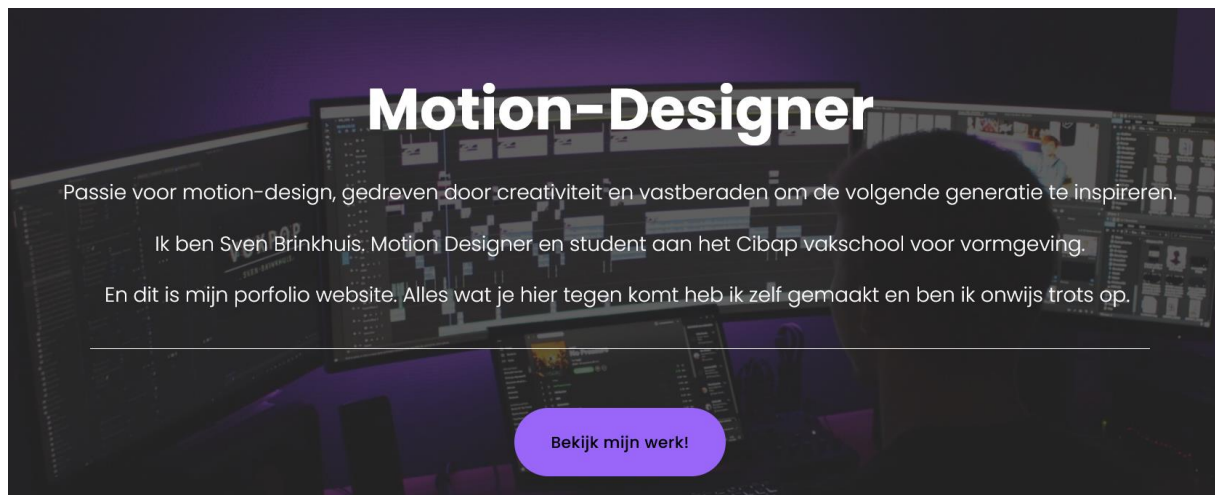 Motion-Designer
Passie voor motion-design, gedreven door creativiteit en vastberaden om de volgende generatie te inspireren.
Ik ben Sven Brinkhuis. Motion Designer en student aan het Cibap vakschool voor vormgeving.
En dit is mijn porfolio website. Alles wat je hier tegen komt heb ik zelf gemaakt en ben ik onwijs trots op.
Bekijk mijn werk!